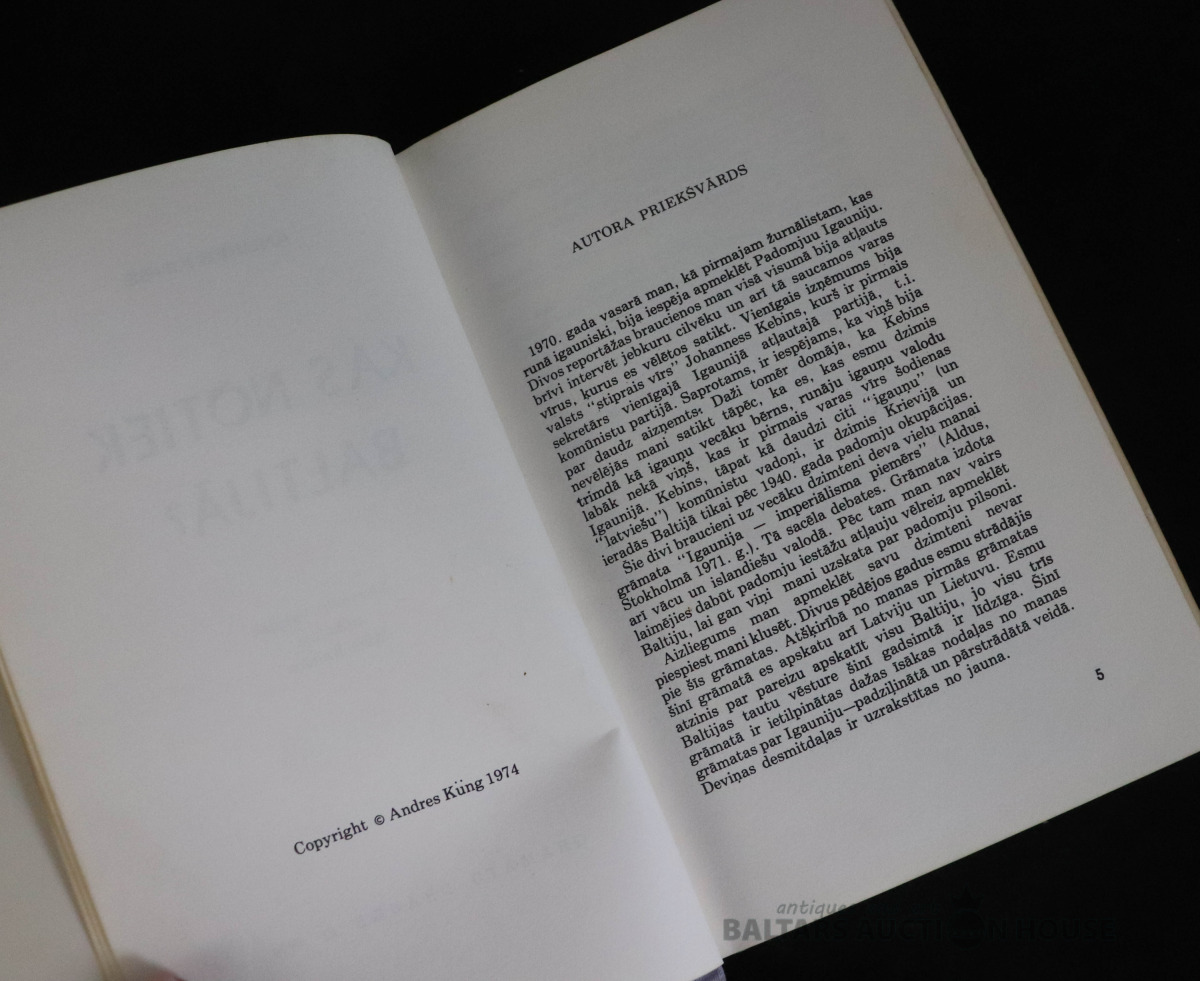 KAS NOTIEK
BALTIJĀ?
Copyright © Andres Küng 1974
AUTORA PRIEKŠVĀRDS
1970. gada vasarā man, kā pirmajam žurnālistam, kas
runā igauniski, bija iespēja apmeklēt Padomjuu Igauniju.
Divos reportāžas braucienos man visā visumā bija atļauts
brīvi intervēt jebkuru cilvēku un arī tā saucamos varas
vīrus, kurus es vēlētos satikt. Vienīgais izņēmums bija
valsts "stiprais vīrs" Johanness Kebins, kurš ir pirmais
sekretārs vienīgajā Igaunijā atļautajā partijā, t.i.
komūnistu partijā. Saprotams, ir iespējams, ka viņš bija
par daudz aizņemts. Daži tomēr domāja, ka Kebins
nevēlējās mani satikt tāpēc, ka es, kas esmu dzimis
trimdā kā igauņu vecāku bērns, runāju igauņu valodu
labāk nekā viņš, kas ir pirmais varas vīrs šodienas
Igaunijā. Kebins, tāpat kā daudzi citi "igauņu" (un
"latviešu") komūnistu vadoņi, ir dzimis Krievijā un
ieradās Baltijā tikai pēc 1940. gada padomju okupācijas.
Šie divi braucieni uz vecāku dzimteni deva vielu manai
grāmata "Igaunija — imperiālisma piemērs" (Aldus,
Stokholmā 1971. g.). Tā sacēla debates. Grāmata izdota
arī vācu un islandiešu valodā. Pēc tam man nav vairs
laimējies dabūt padomju iestāžu atļauju vēlreiz apmeklēt
Baltiju, lai gan viņi mani uzskata par padomju pilsoni.
Aizliegums man apmeklēt savu dzimteni nevar
piespiest mani klusēt. Divus pēdējos gadus esmu strādājis
pie šīs grāmatas. Atšķirībā no manas pirmās grāmatas
šinī grāmatā es apskatu arī Latviju un Lietuvu. Esmu
atzinis par pareizu apskatīt visu Baltiju, jo visu trīs
Baltijas tautu vēsture šinī gadsimtā ir līdzīga. Šinī
grāmatā ir ietilpinātas dažas īsākas nodaļas no manas
grāmatas par Igauniju—padziļinātā un pārstrādātā veidā.
Deviņas desmitdaļas ir uzrakstītas no jauna.
5
antique
BALTARS AUCTION HOUSE